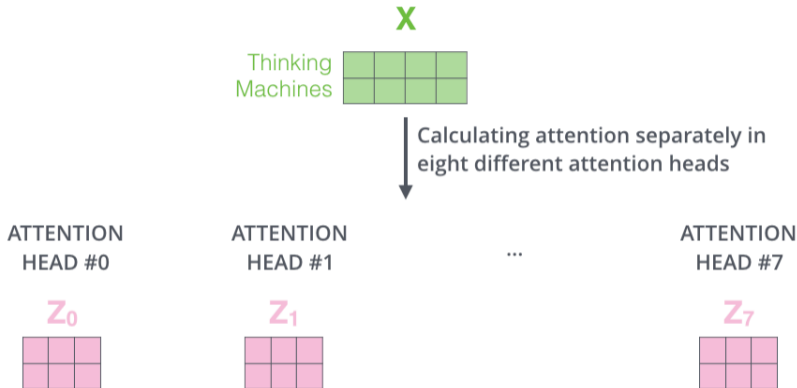 X
Thinking
Machines
Calculating attention separately in
eight different attention heads
ATTENTION
HEAD #0
ATTENTION
HEAD #1
...
ATTENTION
HEAD #7
Z0
Z1
Z7